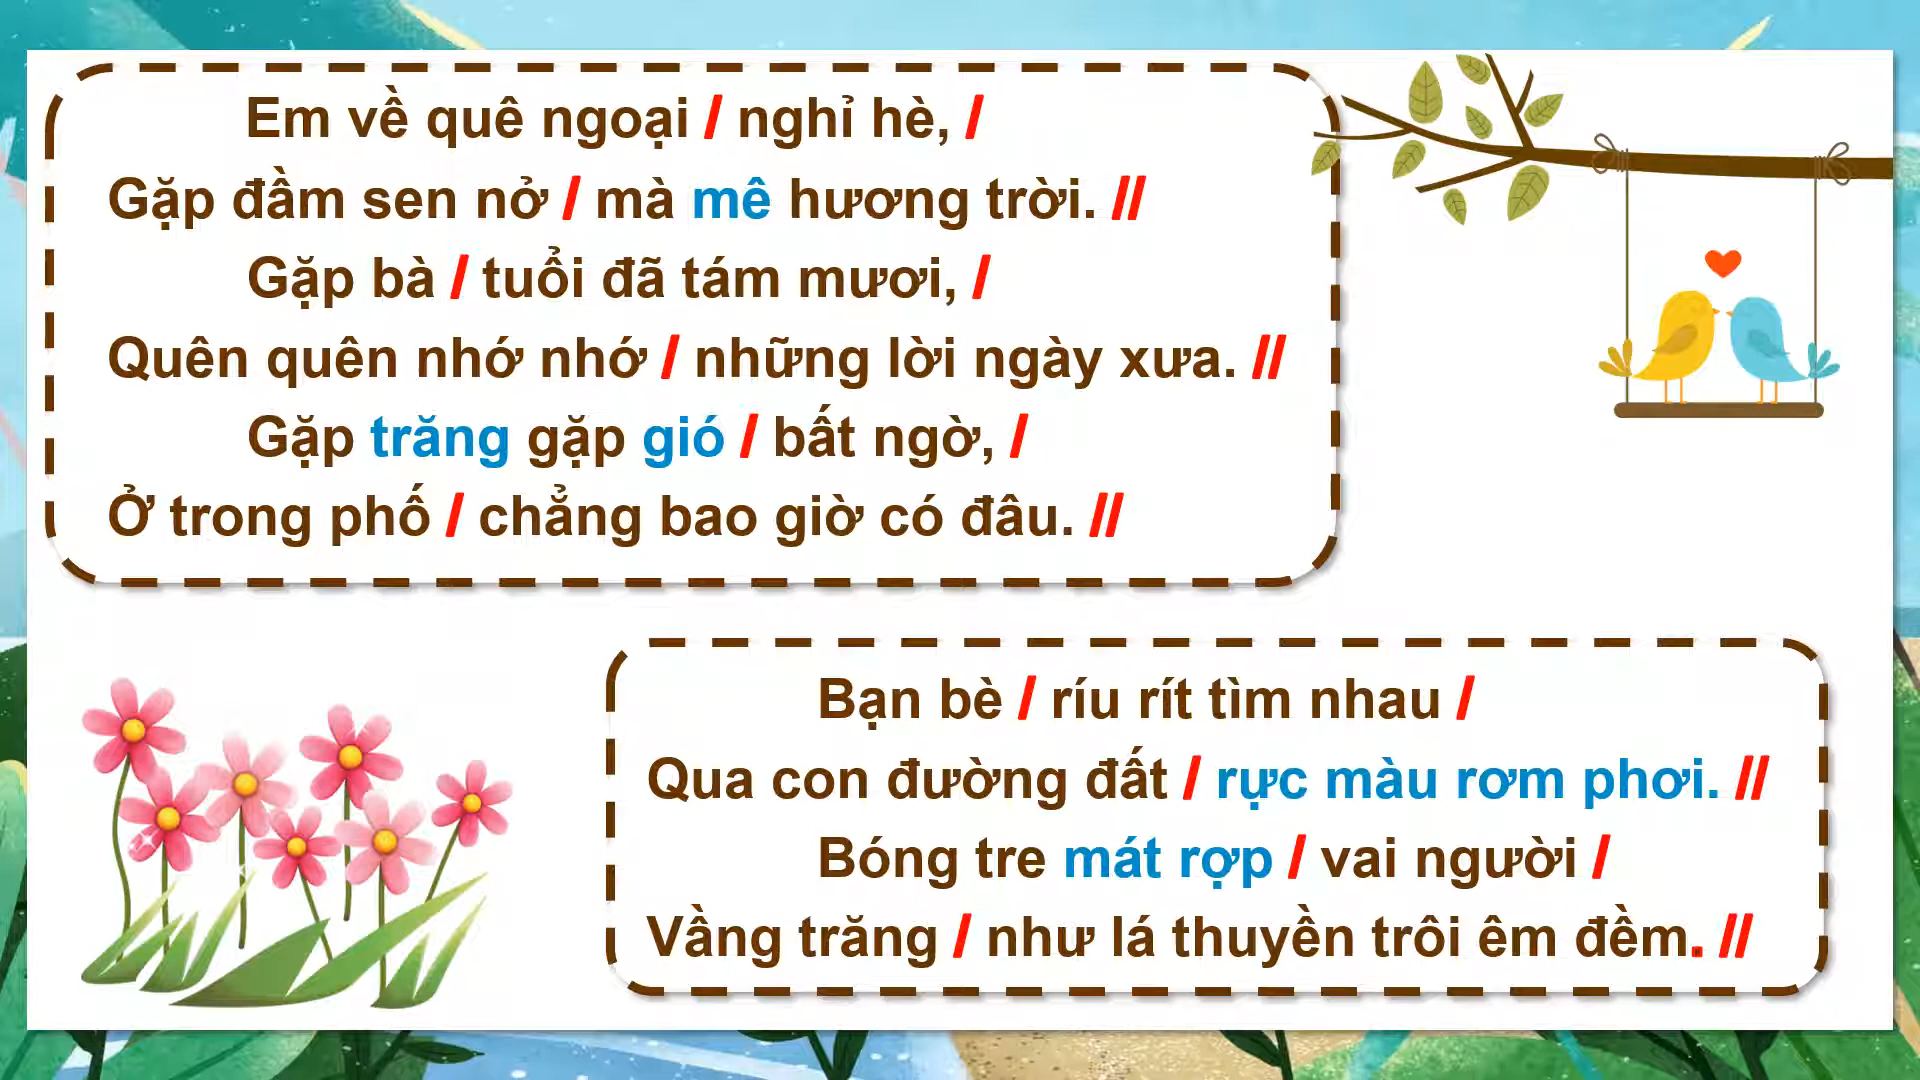 Em về quê ngoại / nghỉ hè, /
Gặp đầm sen nở / mà mê hương trời. //
Gặp bà / tuổi đã tám mươi, /
Quên quên nhớ nhớ / những lời ngày xưa. //
Gặp trăng gặp gió / bất ngờ, /
Ở trong phố / chẳng bao giờ có đâu. //
Bạn bè / ríu rít tìm nhau /
Qua con đường đất / rực màu rơm phơi. //
Bóng tre mát rợp / vai người /
Vầng trăng / như lá thuyền trôi êm đềm. //